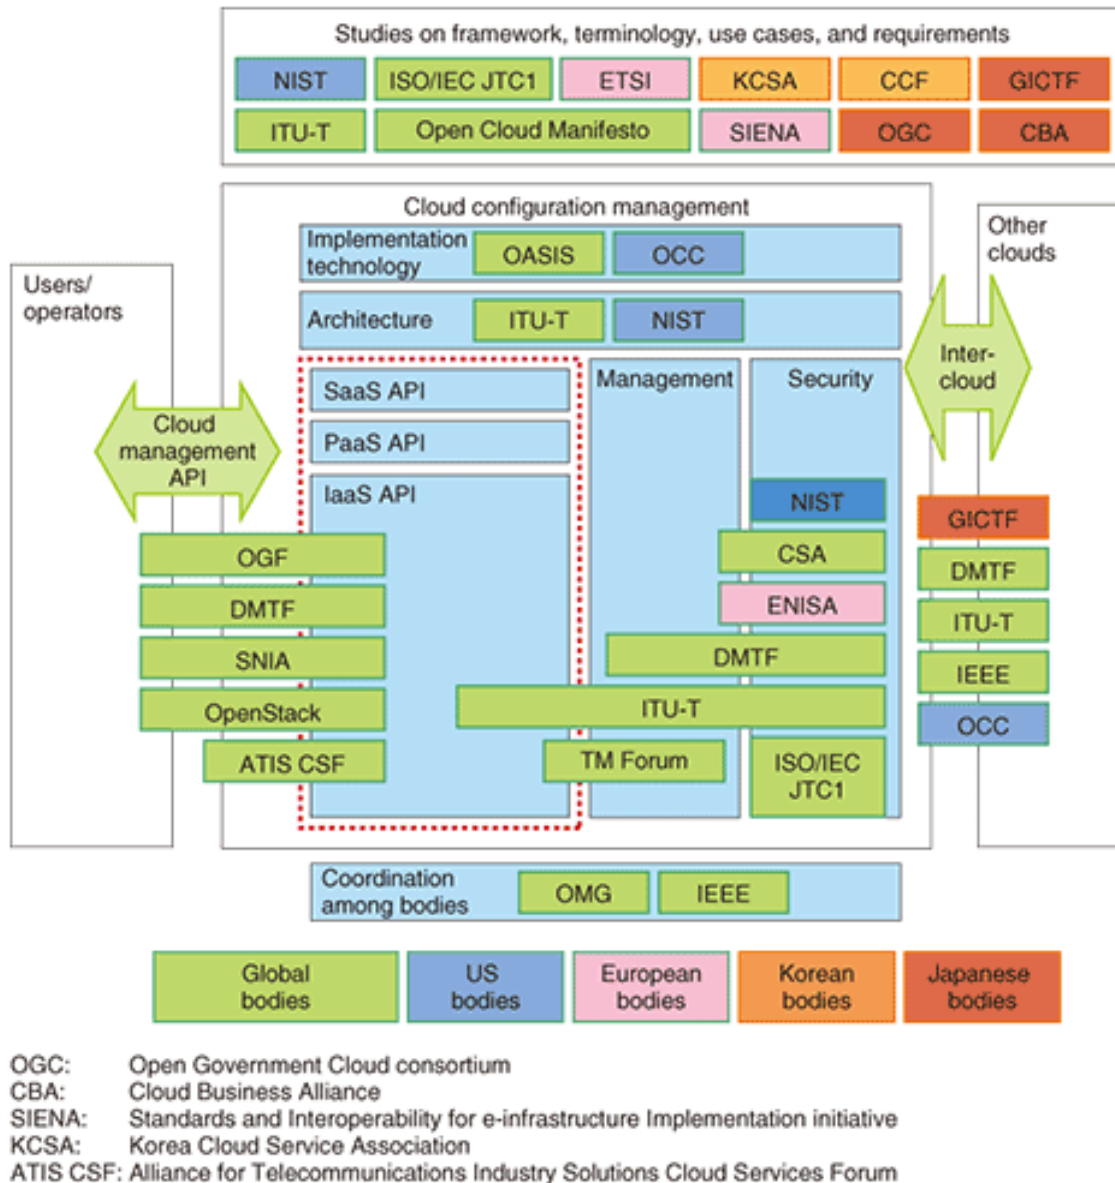 Studies on framework, terminology, use cases, and requirements
NIST
ISO/IEC JTC1
ETSI
KCSA
CCF
GICTF
ITU-T
Open Cloud Manifesto
SIENA
OGC
CBA
Cloud configuration management
Implementation
technology
OASIS
OCC
Architecture
ITU-T
NIST
Users/
operators
Other
clouds
Cloud
management
API
Inter-
cloud
SaaS API
PaaS API
IaaS API
Management
Security
OGF
DMTF
SNIA
OpenStack
ATIS CSF
NIST
CSA
ENISA
DMTF
ITU-T
TM Forum
ISO/IEC
JTC1
GICTF
DMTF
ITU-T
IEEE
OCC
Coordination
among bodies
OMG
IEEE
Global
bodies
US
bodies
European
bodies
Korean
bodies
Japanese
bodies
OGC: Open Government Cloud consortium
CBA: Cloud Business Alliance
SIENA: Standards and Interoperability for e-infrastructure Implementation initiative
KCSA: Korea Cloud Service Association
ATIS CSF: Alliance for Telecommunications Industry Solutions Cloud Services Forum